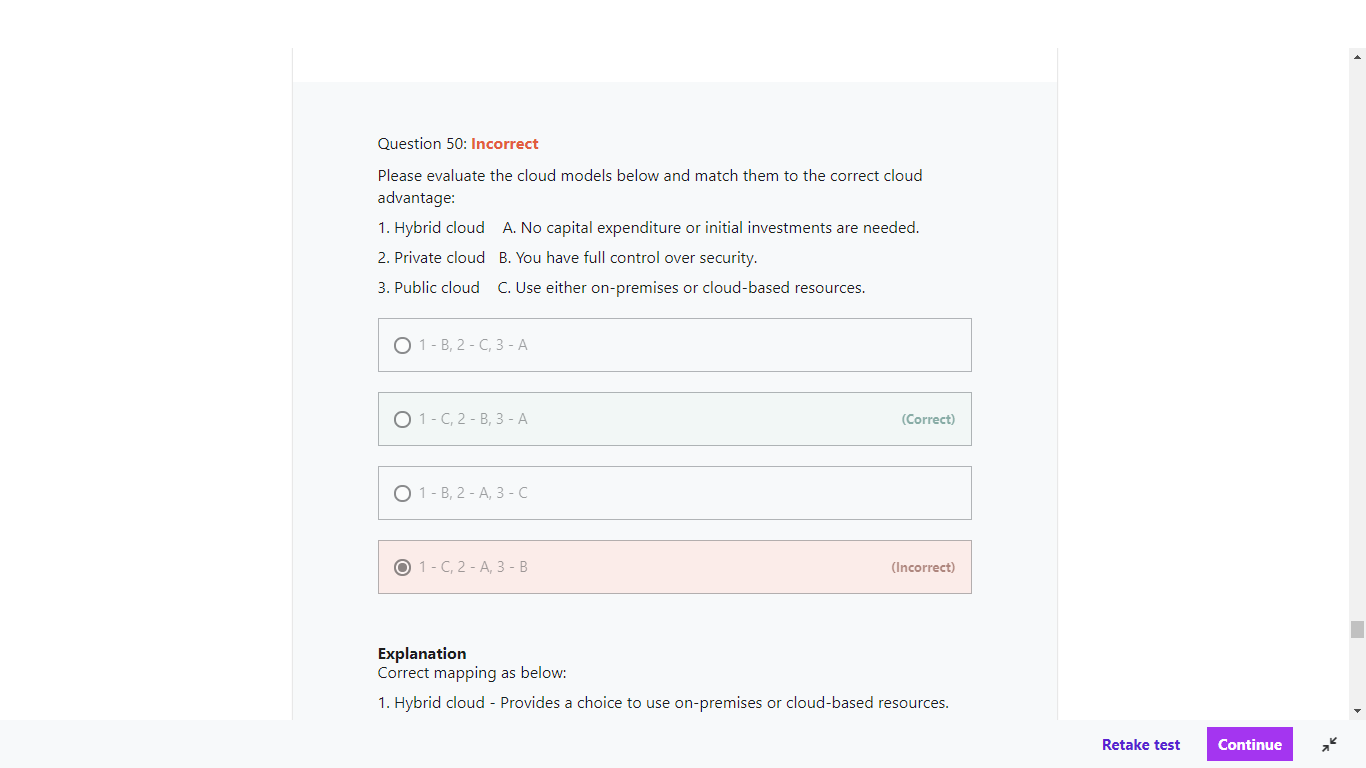 Question 50: Incorrect
Please evaluate the cloud models below and match them to the correct cloud
advantage:
1. Hybrid cloud    A. No capital expenditure or initial investments are needed.
2. Private cloud   B. You have full control over security.
3. Public cloud    C. Use either on-premises or cloud-based resources.
1 - B, 2 - C, 3 - A
1 - C, 2 - B, 3 - A (Correct)
1 - B, 2 - A, 3 - C
1 - C, 2 - A, 3 - B (Incorrect)
Explanation
Correct mapping as below:
1. Hybrid cloud - Provides a choice to use on-premises or cloud-based resources.
Retake test Continue